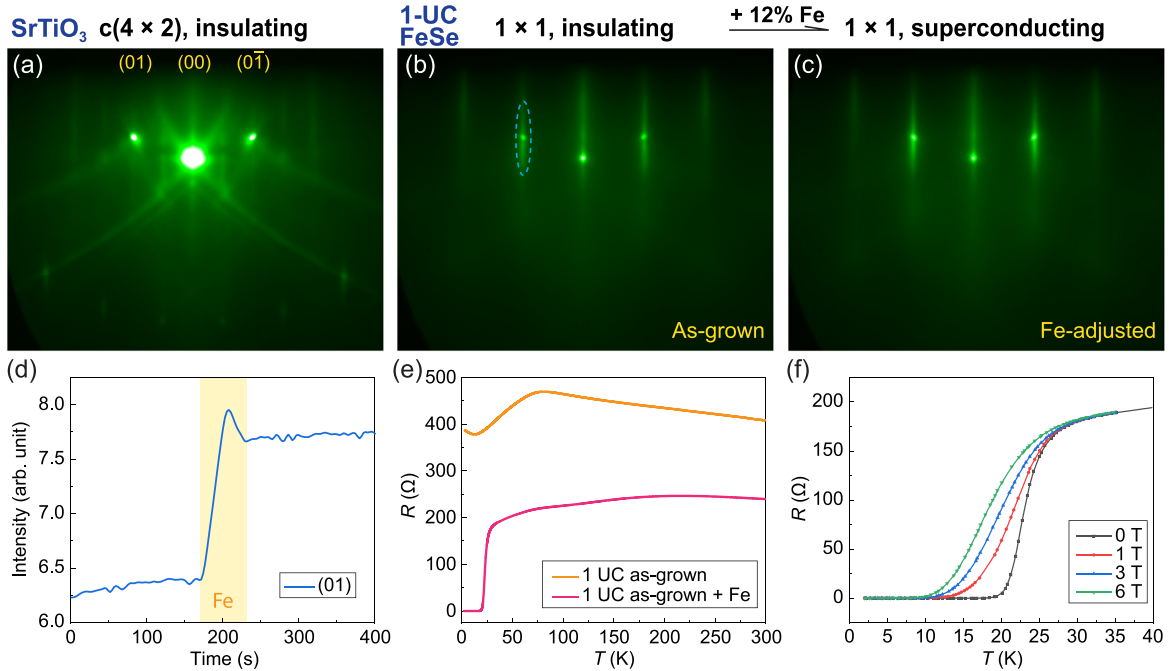 SrTiO₃ c(4 × 2), insulating
1-UC FeSe 1 × 1, insulating
+ 12% Fe
1 × 1, superconducting
(a)
(01) (00) (01̄)
(b)
As-grown
(c)
Fe-adjusted
(d)
Intensity (arb. unit)
8.0
7.5
7.0
6.5
6.0
Fe
(01)
0 100 200 300 400
Time (s)
(e)
R (Ω)
500
400
300
200
100
0
1 UC as-grown
1 UC as-grown + Fe
0 50 100 150 200 250 300
T (K)
(f)
R (Ω)
200
150
100
50
0
0 T
1 T
3 T
6 T
0 5 10 15 20 25 30 35 40
T (K)